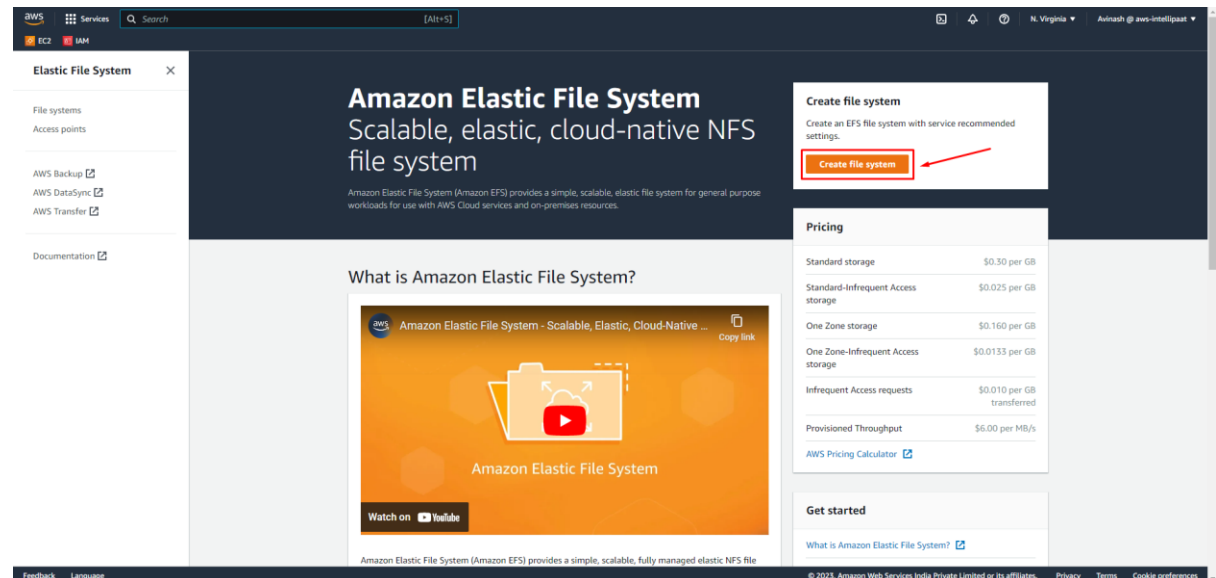 aws
Services
Search
[Alt+S]
N. Virginia ▼
Avinash @ aws-intellipaat ▼
EC2
IAM
Elastic File System
File systems
Access points
AWS Backup
AWS DataSync
AWS Transfer
Documentation
Amazon Elastic File System
Scalable, elastic, cloud-native NFS
file system
Amazon Elastic File System (Amazon EFS) provides a simple, scalable, elastic file system for general purpose
workloads for use with AWS Cloud services and on-premises resources.
Create file system
Create an EFS file system with service recommended
settings.
Create file system
Pricing
Standard storage $0.30 per GB
Standard-Infrequent Access $0.025 per GB
storage
One Zone storage $0.160 per GB
One Zone-Infrequent Access $0.0133 per GB
storage
Infrequent Access requests $0.010 per GB
transferred
Provisioned Throughput $6.00 per MB/s
AWS Pricing Calculator
Get started
What is Amazon Elastic File System?
What is Amazon Elastic File System?
aws
Amazon Elastic File System - Scalable, Elastic, Cloud-Native ...
Copy link
Amazon Elastic File System
Watch on YouTube
Amazon Elastic File System (Amazon EFS) provides a simple, scalable, fully managed elastic NFS file
Feedback Language
© 2023, Amazon Web Services India Private Limited or its affiliates. Privacy Terms Cookie preferences